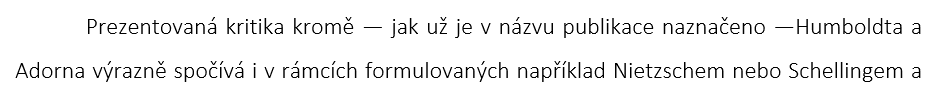 Prezentovaná kritika kromě — jak už je v názvu publikace naznačeno —Humboldta a
Adorna výrazně spočívá i v rámcích formulovaných například Nietzschem nebo Schellingem a